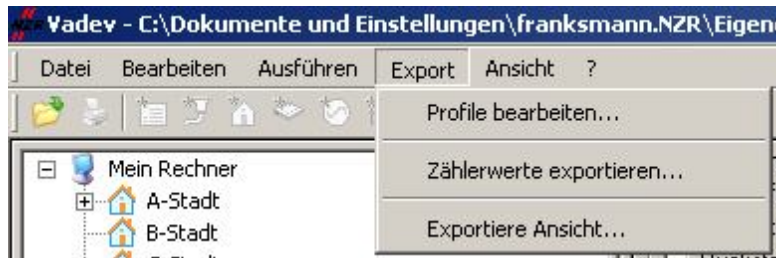 NZR Vadev - C:\Dokumente und Einstellungen\franksmann.NZR\Eigen
Datei Bearbeiten Ausführen Export Ansicht ?
Profile bearbeiten...
Mein Rechner
Zählerwerte exportieren...
A-Stadt
B-Stadt
Exportiere Ansicht...